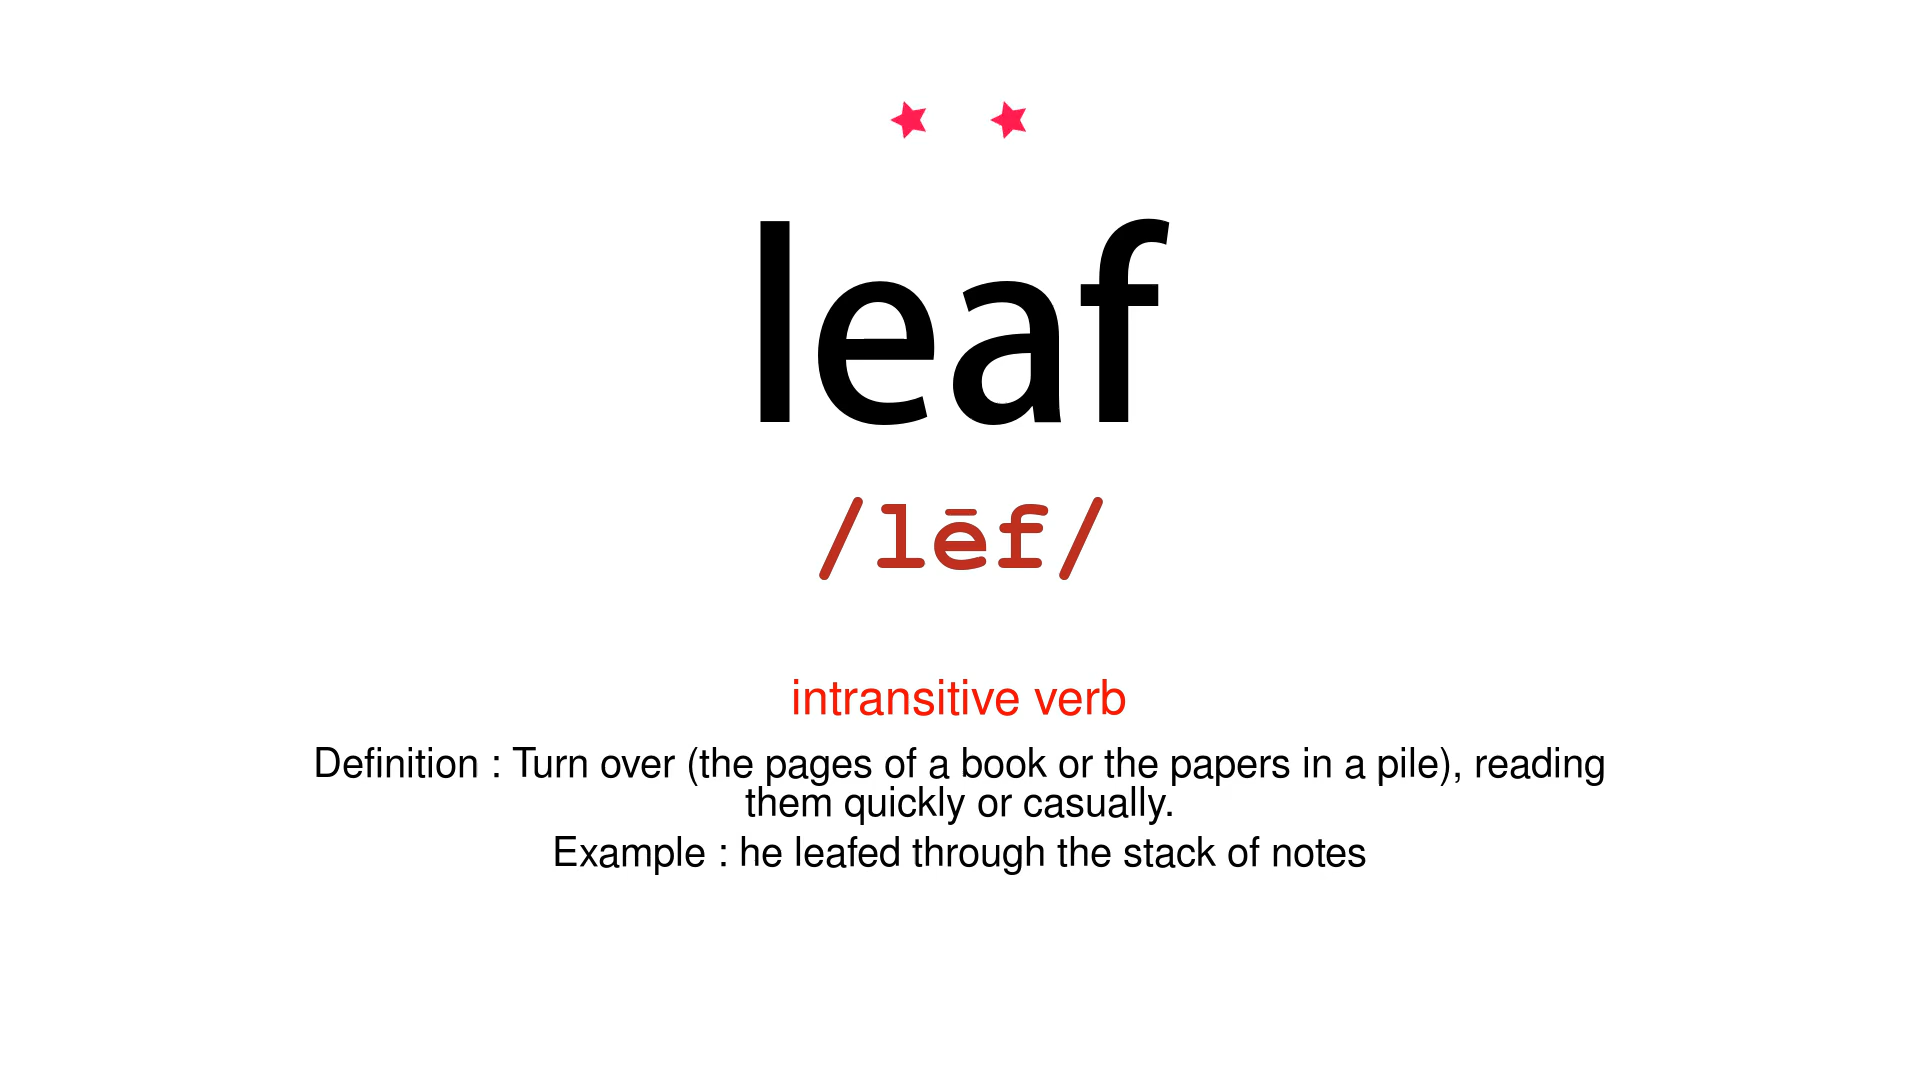 leaf
/lēf/
intransitive verb
Definition : Turn over (the pages of a book or the papers in a pile), reading
them quickly or casually.
Example : he leafed through the stack of notes